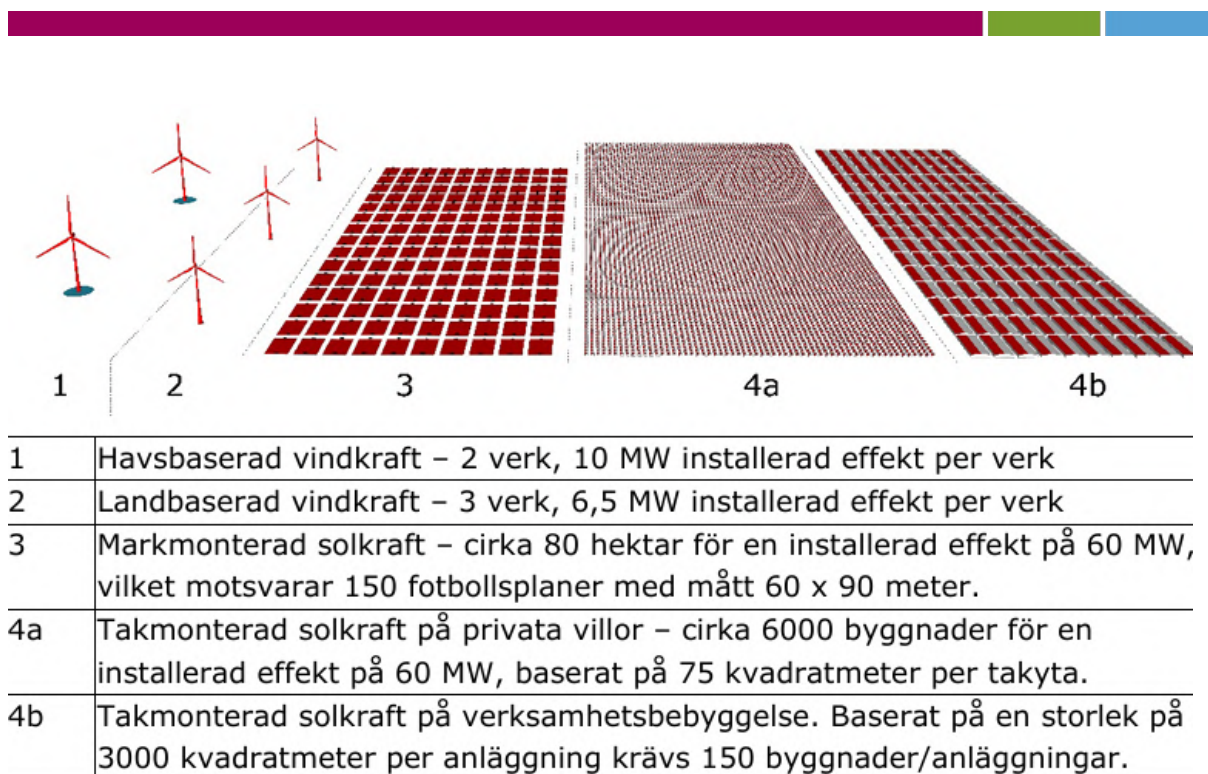 1
2
3
4a
4b
1 Havsbaserad vindkraft – 2 verk, 10 MW installerad effekt per verk
2 Landbaserad vindkraft – 3 verk, 6,5 MW installerad effekt per verk
3 Markmonterad solkraft – cirka 80 hektar för en installerad effekt på 60 MW,
vilket motsvarar 150 fotbollsplaner med mått 60 x 90 meter.
4a Takmonterad solkraft på privata villor – cirka 6000 byggnader för en
installerad effekt på 60 MW, baserat på 75 kvadratmeter per takyta.
4b Takmonterad solkraft på verksamhetsbebyggelse. Baserat på en storlek på
3000 kvadratmeter per anläggning krävs 150 byggnader/anläggningar.